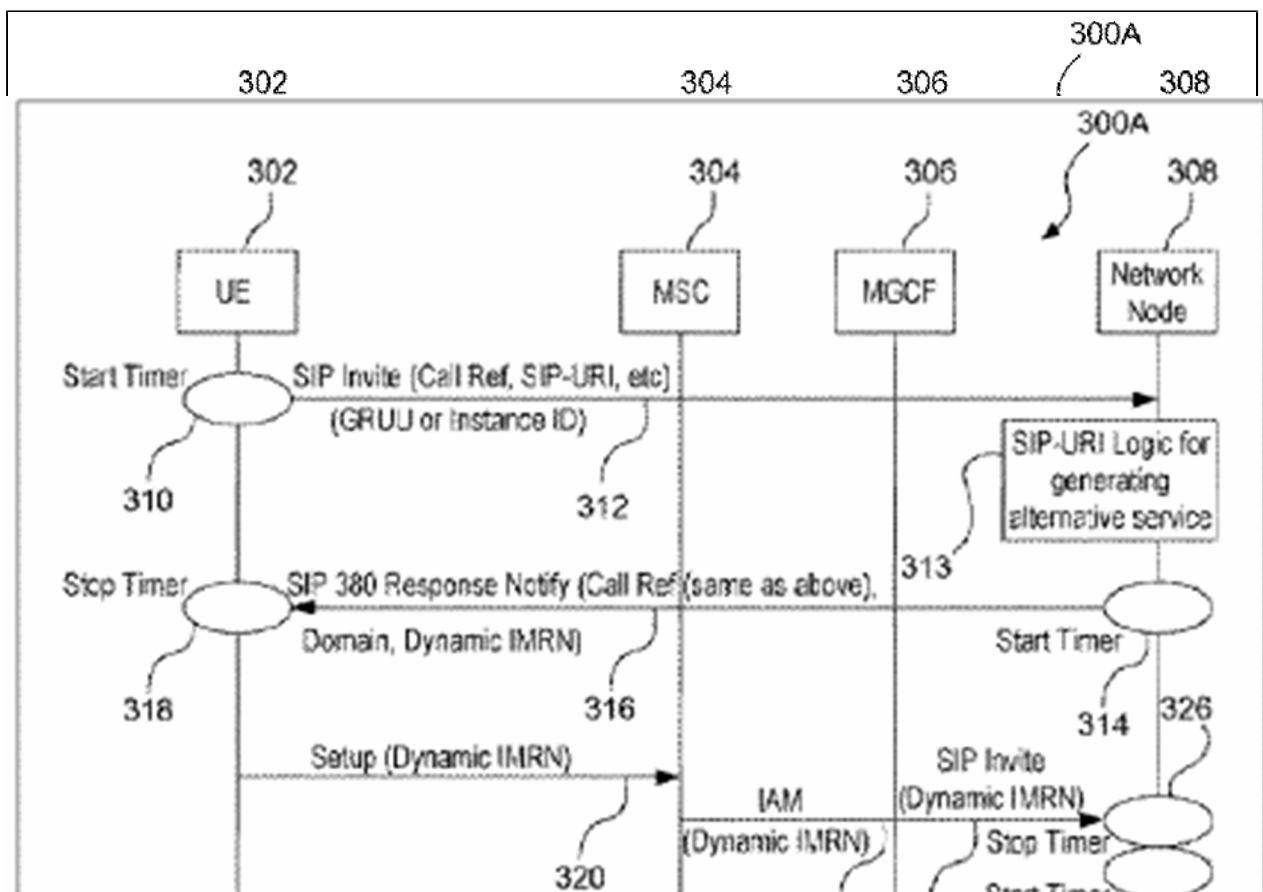 300A
302 304 306 308
300A
302 304 306 308
UE MSC MGCF Network
Node
Start Timer SIP Invite (Call Ref, SIP-URI, etc)
(GRUU or Instance ID)
SIP-URI Logic for
generating
alternative service
310 312 313
Stop Timer SIP 380 Response Notify (Call Ref (same as above),
Domain, Dynamic IMRN) Start Timer
318 316 314 326
Setup (Dynamic IMRN) SIP Invite
IAM (Dynamic IMRN)
(Dynamic IMRN) Stop Timer
320
Start Timer